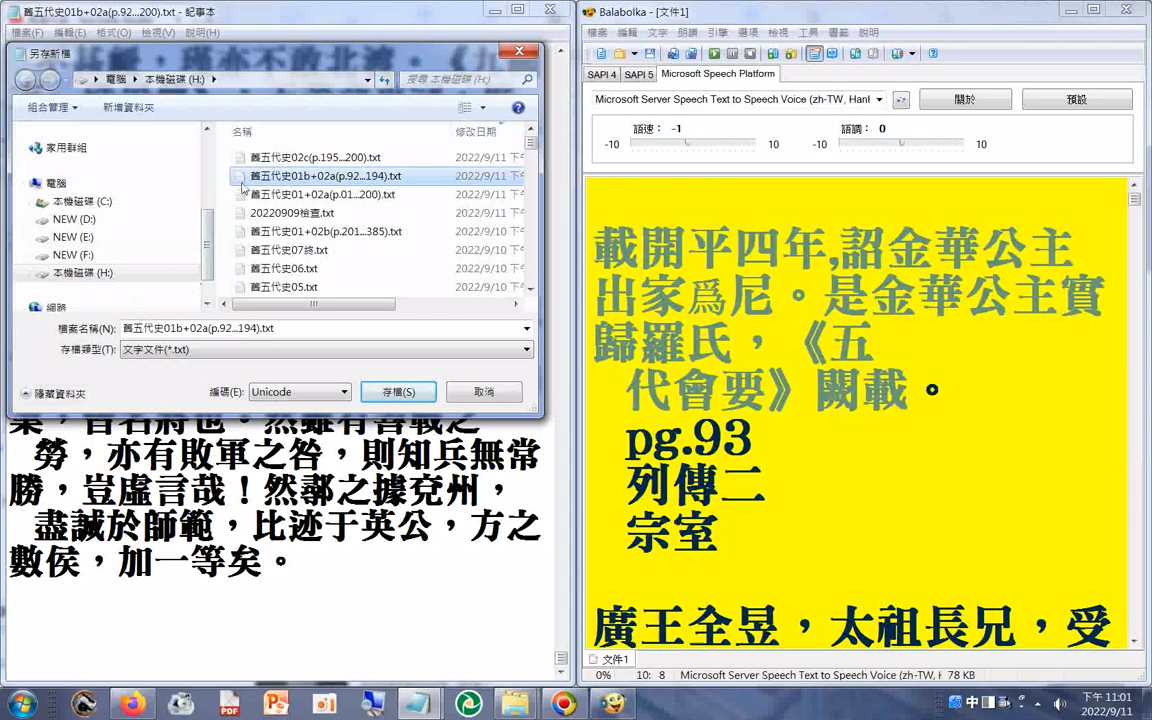 舊五代史01b+02a(p.92...200).txt - 記事本
檔案(F) 編輯(E) 格式(O) 檢視(V) 說明(H)
另存新檔
電腦 ▸ 本機磁碟 (H:) ▸
搜尋 本機磁碟 (H:)
組合管理 ▾ 新增資料夾
名稱 修改日期
家用群組
電腦
本機磁碟 (C:)
NEW (D:)
NEW (E:)
NEW (F:)
本機磁碟 (H:)
網路
舊五代史02c(p.195...200).txt 2022/9/11 下午
舊五代史01b+02a(p.92...194).txt 2022/9/11 下午
舊五代史01+02a(p.01...200).txt 2022/9/11 下午
20220909檢查.txt 2022/9/11 下午
舊五代史01+02b(p.201...385).txt 2022/9/10 下午
舊五代史07终.txt 2022/9/10 下午
舊五代史06.txt 2022/9/10 下午
舊五代史05.txt 2022/9/10 下午
檔案名稱(N): 舊五代史01b+02a(p.92...194).txt
存檔類型(T): 文字文件(*.txt)
隱藏資料夾 編碼(E): Unicode 存檔(S) 取消
勞，亦有敗軍之咎，則知兵無常
勝，豈虛言哉！然鄩之據兗州，
盡誠於師範，比迹于英公，方之
數侯，加一等矣。
Balabolka - [文件1]
檔案 編輯 文字 朗讀 引擎 選項 檢視 工具 書籤 說明
SAPI 4 SAPI 5 Microsoft Speech Platform
Microsoft Server Speech Text to Speech Voice (zh-TW, HanH 關於 預設
語速： -1 語調： 0
-10 10 -10 10
載開平四年,詔金華公主
出家爲尼。是金華公主實
歸羅氏，《五
代會要》闕載。
pg.93
列傳二
宗室
廣王全昱，太祖長兄，受
文件1
0% 10: 8 Microsoft Server Speech Text to Speech Voice (zh-TW, H 78 KB
中
下午 11:01
2022/9/11